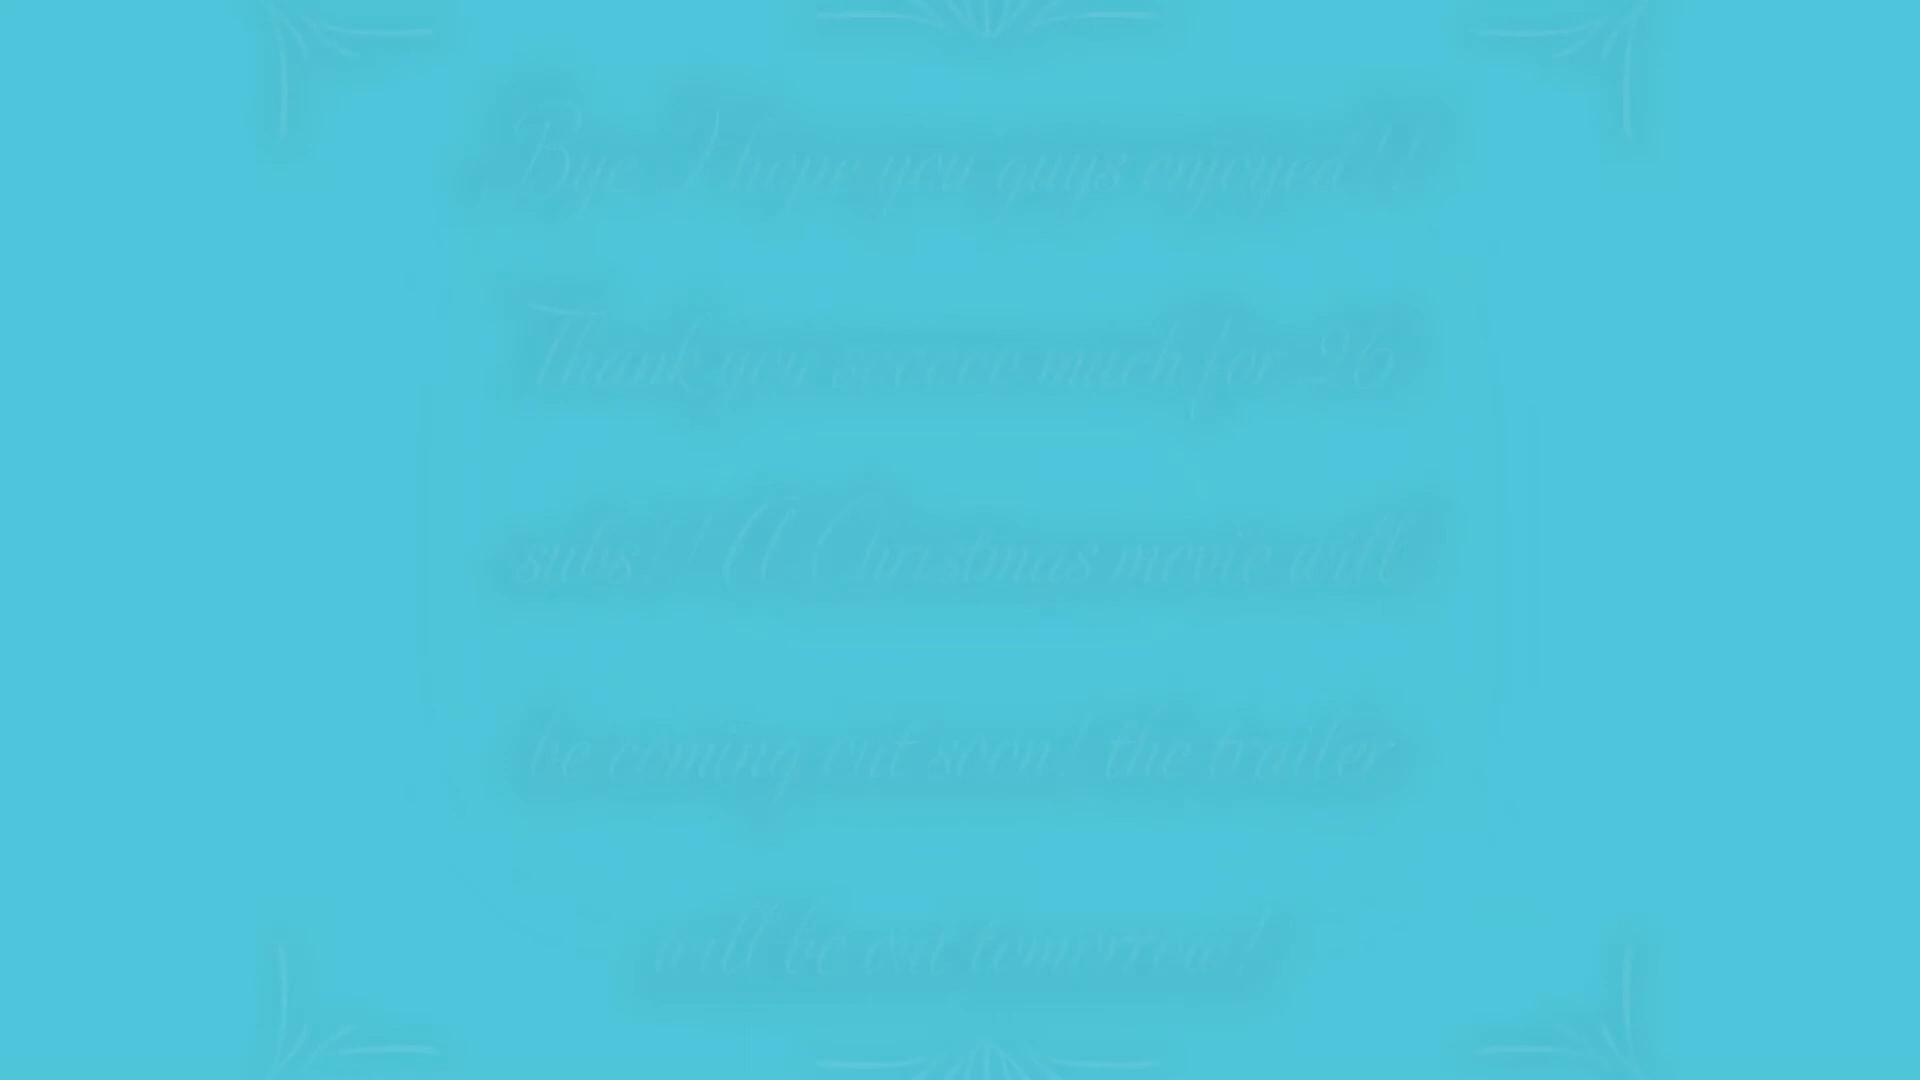 Bye I hope you guys enjoyed!!
Thank you soooo much for 26
subs!! A Christmas movie will
be coming out soon! the trailer
will be out tomorrow!